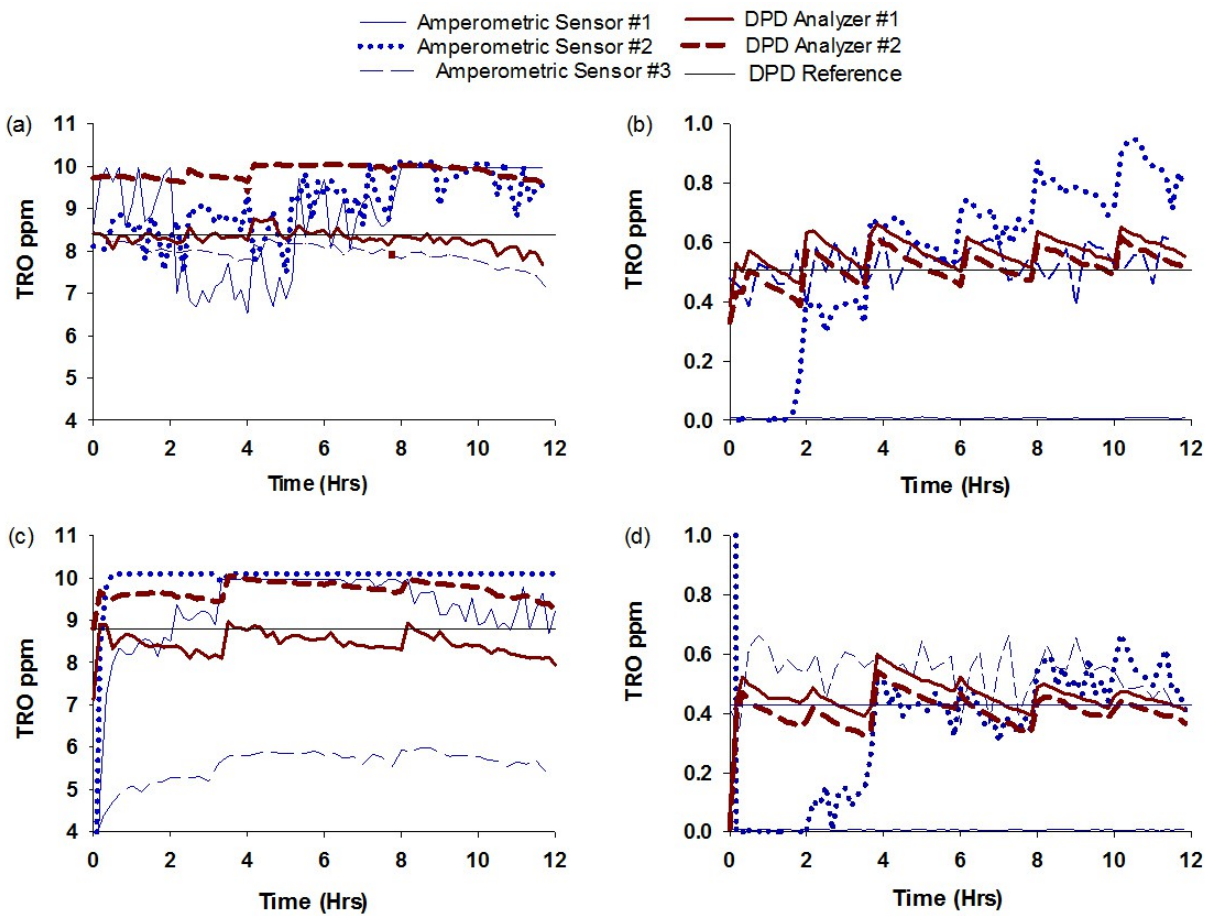 Amperometric Sensor #1 DPD Analyzer #1
Amperometric Sensor #2 DPD Analyzer #2
Amperometric Sensor #3 DPD Reference
(a)
11
10
9
8
7
6
5
4
TRO ppm
0 2 4 6 8 10 12
Time (Hrs)
(b)
1.0
0.8
0.6
0.4
0.2
0.0
TRO ppm
0 2 4 6 8 10 12
Time (Hrs)
(c)
11
10
9
8
7
6
5
4
TRO ppm
0 2 4 6 8 10 12
Time (Hrs)
(d)
1.0
0.8
0.6
0.4
0.2
0.0
TRO ppm
0 2 4 6 8 10 12
Time (Hrs)